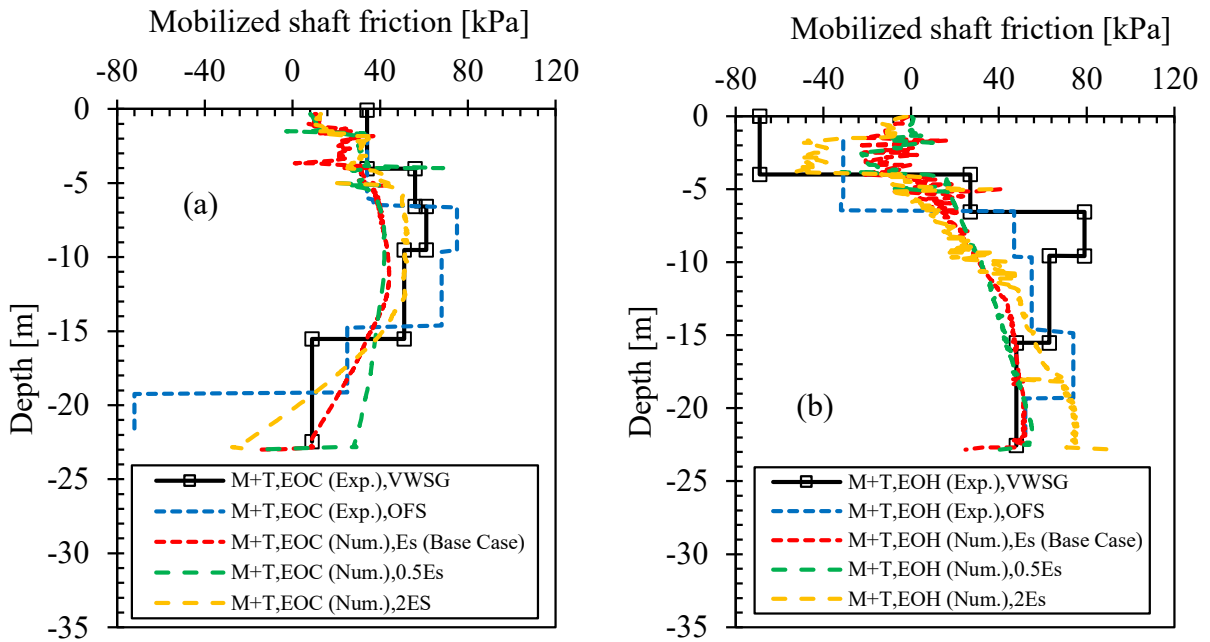 Mobilized shaft friction [kPa]
-80 -40 0 40 80 120
0
-5
-10
-15
-20
-25
-30
-35
Depth [m]
(a)
M+T,EOC (Exp.),VWSG
M+T,EOC (Exp.),OFS
M+T,EOC (Num.),Es (Base Case)
M+T,EOC (Num.),0.5Es
M+T,EOC (Num.),2ES
Mobilized shaft friction [kPa]
-80 -40 0 40 80 120
0
-5
-10
-15
-20
-25
-30
-35
Depth [m]
(b)
M+T,EOH (Exp.),VWSG
M+T,EOH (Exp.),OFS
M+T,EOH (Num.),Es (Base Case)
M+T,EOH (Num.),0.5Es
M+T,EOH (Num.),2Es